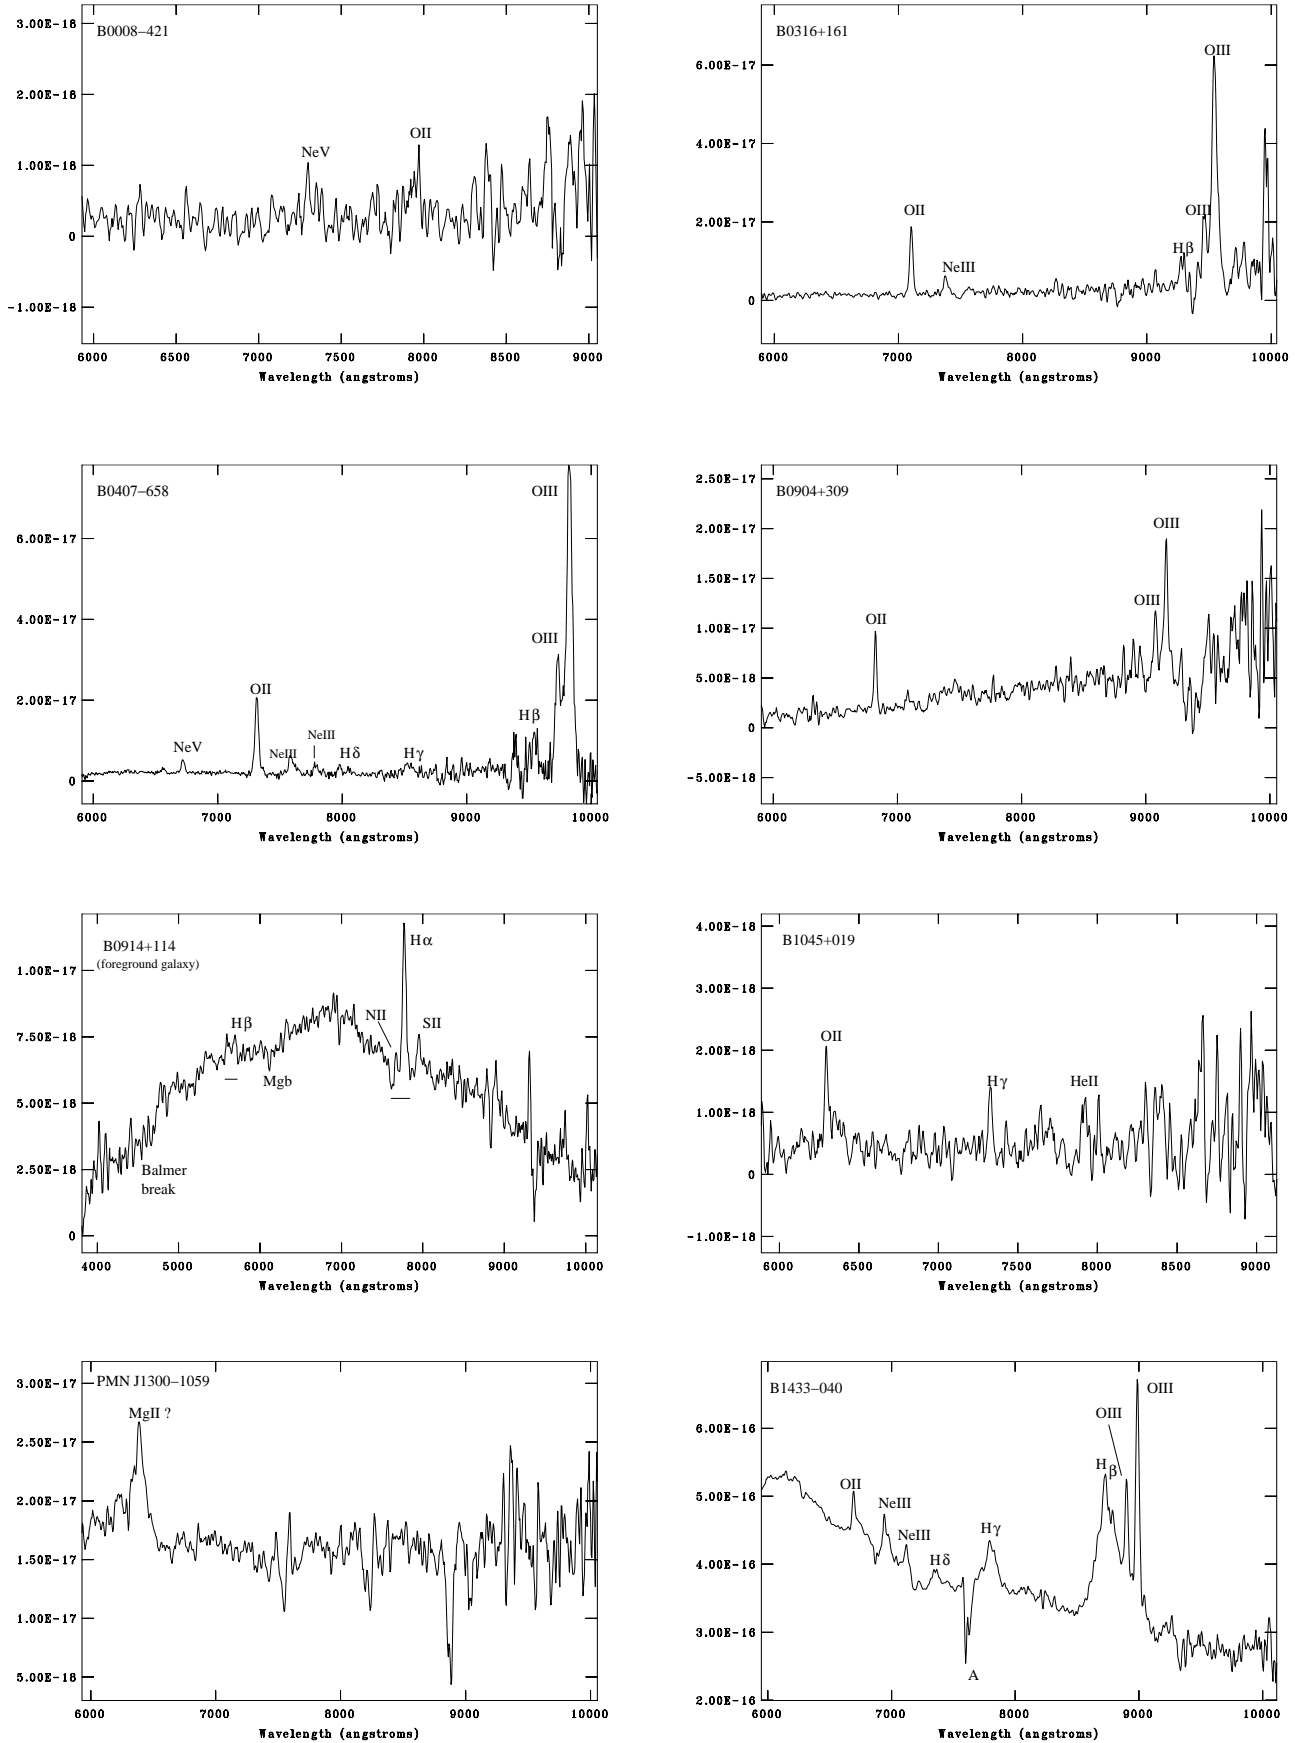 B0008−421
3.00E-18
2.00E-18
1.00E-18
0
-1.00E-18
NeV
OII
6000 6500 7000 7500 8000 8500 9000
Wavelength (angstroms)
B0316+161
6.00E-17
4.00E-17
2.00E-17
0
OII
NeIII
Hβ
OIII
OIII
6000 7000 8000 9000 10000
Wavelength (angstroms)
B0407−658
6.00E-17
4.00E-17
2.00E-17
0
NeV
OII
NeIII
NeIII
Hδ
Hγ
Hβ
OIII
OIII
6000 7000 8000 9000 10000
Wavelength (angstroms)
B0904+309
2.50E-17
2.00E-17
1.50E-17
1.00E-17
5.00E-18
0
-5.00E-18
OII
OIII
OIII
6000 7000 8000 9000 10000
Wavelength (angstroms)
B0914+114
(foreground galaxy)
1.00E-17
7.50E-18
5.00E-18
2.50E-18
0
Balmer
break
Hβ
Mgb
NII
Hα
SII
4000 5000 6000 7000 8000 9000 10000
Wavelength (angstroms)
B1045+019
4.00E-18
3.00E-18
2.00E-18
1.00E-18
0
-1.00E-18
OII
Hγ
HeII
6000 6500 7000 7500 8000 8500 9000
Wavelength (angstroms)
PMN J1300−1059
3.00E-17
2.50E-17
2.00E-17
1.50E-17
1.00E-17
5.00E-18
MgII ?
6000 7000 8000 9000 10000
Wavelength (angstroms)
B1433−040
6.00E-16
5.00E-16
4.00E-16
3.00E-16
2.00E-16
OII
NeIII
NeIII
Hδ
A
Hγ
Hβ
OIII
OIII
6000 7000 8000 9000 10000
Wavelength (angstroms)